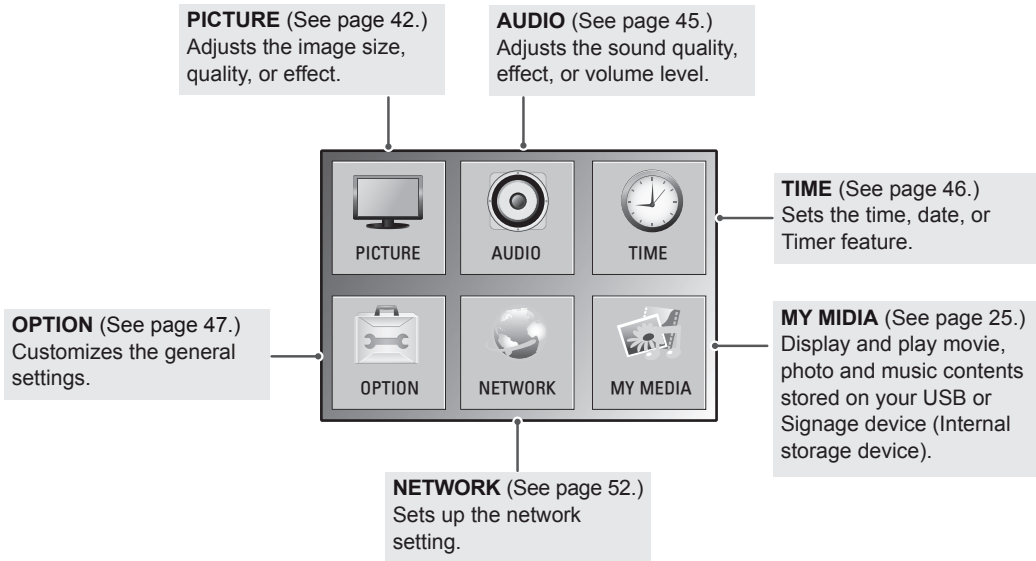 PICTURE (See page 42.)
Adjusts the image size,
quality, or effect.
AUDIO (See page 45.)
Adjusts the sound quality,
effect, or volume level.
PICTURE
AUDIO
TIME
TIME (See page 46.)
Sets the time, date, or
Timer feature.
OPTION (See page 47.)
Customizes the general
settings.
OPTION
NETWORK
MY MEDIA
MY MIDIA (See page 25.)
Display and play movie,
photo and music contents
stored on your USB or
Signage device (Internal
storage device).
NETWORK (See page 52.)
Sets up the network
setting.